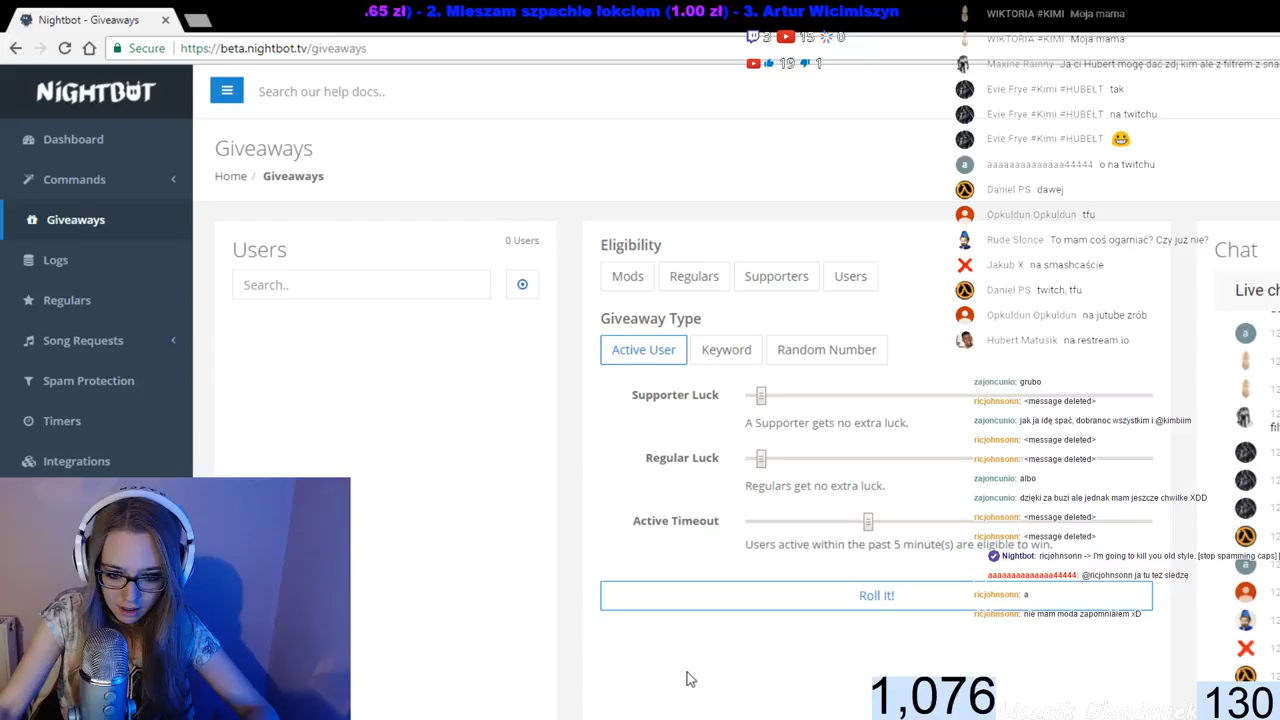 Nightbot - Giveaways
.65 zł) - 2. Mieszam szpachle łokciem (1.00 zł) - 3. Artur Wicimiszyn
Secure https://beta.nightbot.tv/giveaways
3 15 0
19 1
NiGHTBOT
Search our help docs..
Dashboard
Commands
Giveaways
Logs
Regulars
Song Requests
Spam Protection
Timers
Integrations
Giveaways
Home / Giveaways
Users
0 Users
Search..
Eligibility
Mods Regulars Supporters Users
Giveaway Type
Active User Keyword Random Number
Supporter Luck
A Supporter gets no extra luck.
Regular Luck
Regulars get no extra luck.
Active Timeout
Users active within the past 5 minute(s) are eligible to win.
Roll It!
WIKTORIA #KIMI Moja mama
WIKTORIA #KIMI Moja mama
Maxine Rainny Ja ci Hubert mogę dać zdj kim ale z filtrem z sna
Evie Frye #Kimi #HUBEŁT tak
Evie Frye #Kimi #HUBEŁT na twitchu
Evie Frye #Kimi #HUBEŁT 😀
aaaaaaaaaaaaaa44444 o na twitchu
Daniel PS dawej
Opkuldun Opkuldun tfu
Rude Słonce To mam coś ogarniać? Czy już nie?
Jakub X na smashcaście
Daniel PS twitch, tfu
Opkuldun Opkuldun na jutube zrób
Hubert Matusik na restream.io
zajoncunio: grubo
ricjohnsonn: <message deleted>
zajoncunio: jak ja idę spać, dobranoc wszystkim i @kimbiim
ricjohnsonn: <message deleted>
ricjohnsonn: <message deleted>
zajoncunio: albo
zajoncunio: dzięki za buzi ale jednak mam jeszcze chwilke XDD
ricjohnsonn: <message deleted>
ricjohnsonn: <message deleted>
Nightbot: ricjohnsonn -> I'm going to kill you old style. [stop spamming caps]
aaaaaaaaaaaaaa44444: @ricjohnsonn ja tu też siedzę
ricjohnsonn: a
ricjohnsonn: nie mam moda zapomniałem xD
Chat
Live ch
1,076
130